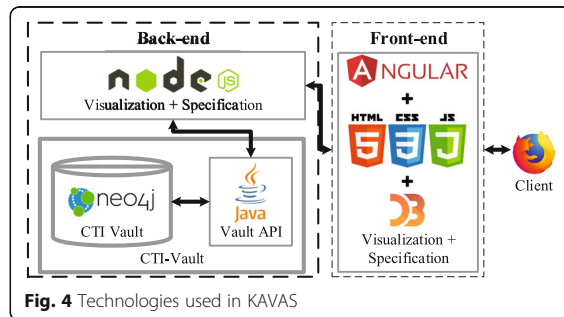 Back-end
node
JS
Visualization + Specification
neo4j
CTI Vault
Java
Vault API
CTI-Vault
Front-end
ANGULAR
+
HTML CSS JS
5 3 J
+
D3
Visualization +
Specification
Client
Fig. 4 Technologies used in KAVAS